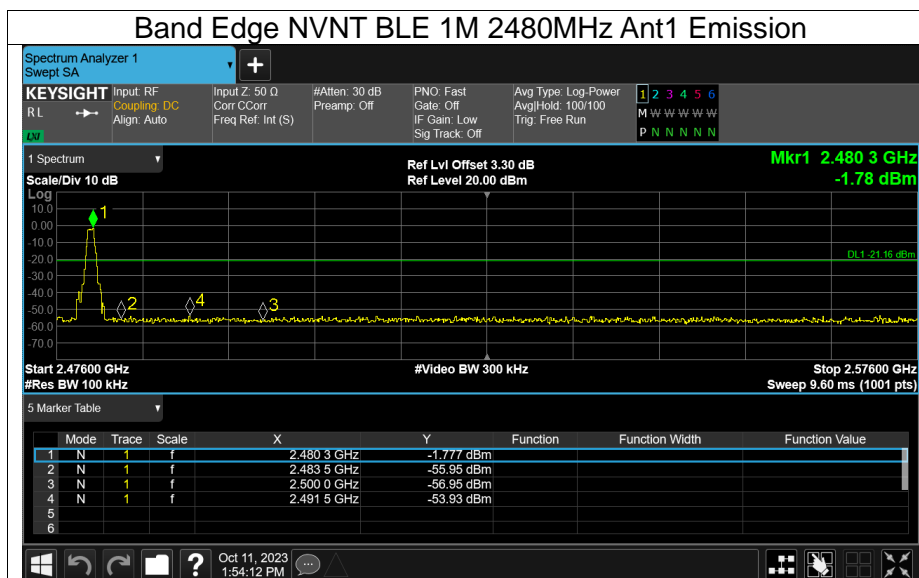 Band Edge NVNT BLE 1M 2480MHz Ant1 Emission
Spectrum Analyzer 1
Swept SA
KEYSIGHT
R L
LXI
Input: RF
Coupling: DC
Align: Auto
Input Z: 50 Ω
Corr CCorr
Freq Ref: Int (S)
#Atten: 30 dB
Preamp: Off
PNO: Fast
Gate: Off
IF Gain: Low
Sig Track: Off
Avg Type: Log-Power
Avg|Hold: 100/100
Trig: Free Run
1 2 3 4 5 6
M W W W W W
P N N N N N
1 Spectrum
Scale/Div 10 dB
Ref Lvl Offset 3.30 dB
Ref Level 20.00 dBm
Mkr1 2.480 3 GHz
-1.78 dBm
Log
10.0
0.00
-10.0
-20.0
-30.0
-40.0
-50.0
-60.0
-70.0
1
2
4
3
DL1 -21.16 dBm
Start 2.47600 GHz
#Video BW 300 kHz
Stop 2.57600 GHz
#Res BW 100 kHz
Sweep 9.60 ms (1001 pts)
5 Marker Table
Mode Trace Scale X Y Function Function Width Function Value
1 N 1 f 2.480 3 GHz -1.777 dBm
2 N 1 f 2.483 5 GHz -55.95 dBm
3 N 1 f 2.500 0 GHz -56.95 dBm
4 N 1 f 2.491 5 GHz -53.93 dBm
5
6
?
Oct 11, 2023
1:54:12 PM